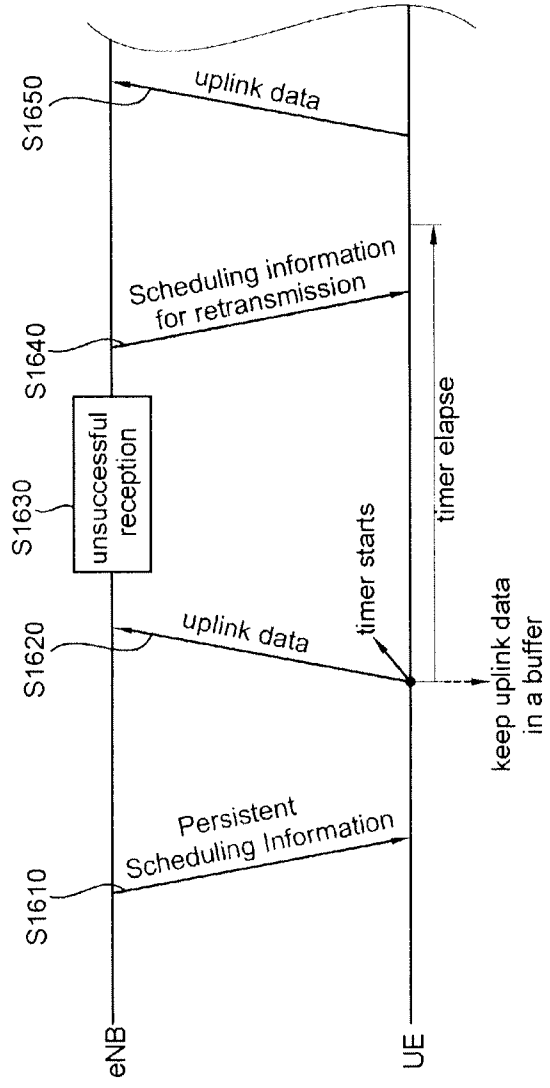 eNB
UE
S1610
Persistent
Scheduling Information
S1620
uplink data
timer starts
keep uplink data
in a buffer
timer elapse
S1630
unsuccessful
reception
S1640
Scheduling information
for retransmission
S1650
uplink data